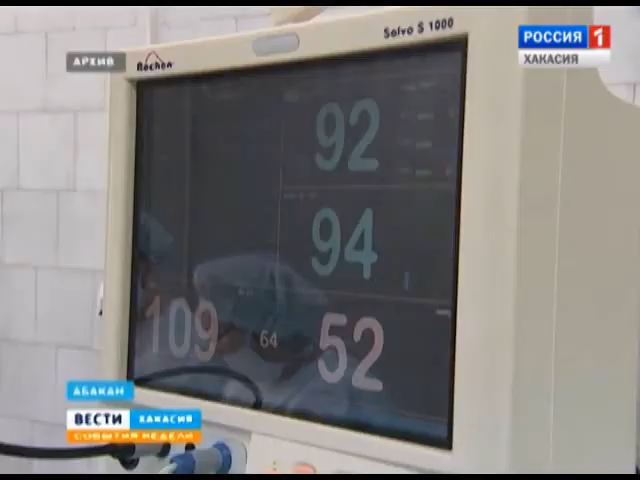 Salvo S 1000
РОССИЯ 1
ХАКАСИЯ
АРХИВ
Rochen
92
94
109
64
52
АБАКАН
ВЕСТИ ХАКАСИЯ
СОБЫТИЯ НЕДЕЛИ